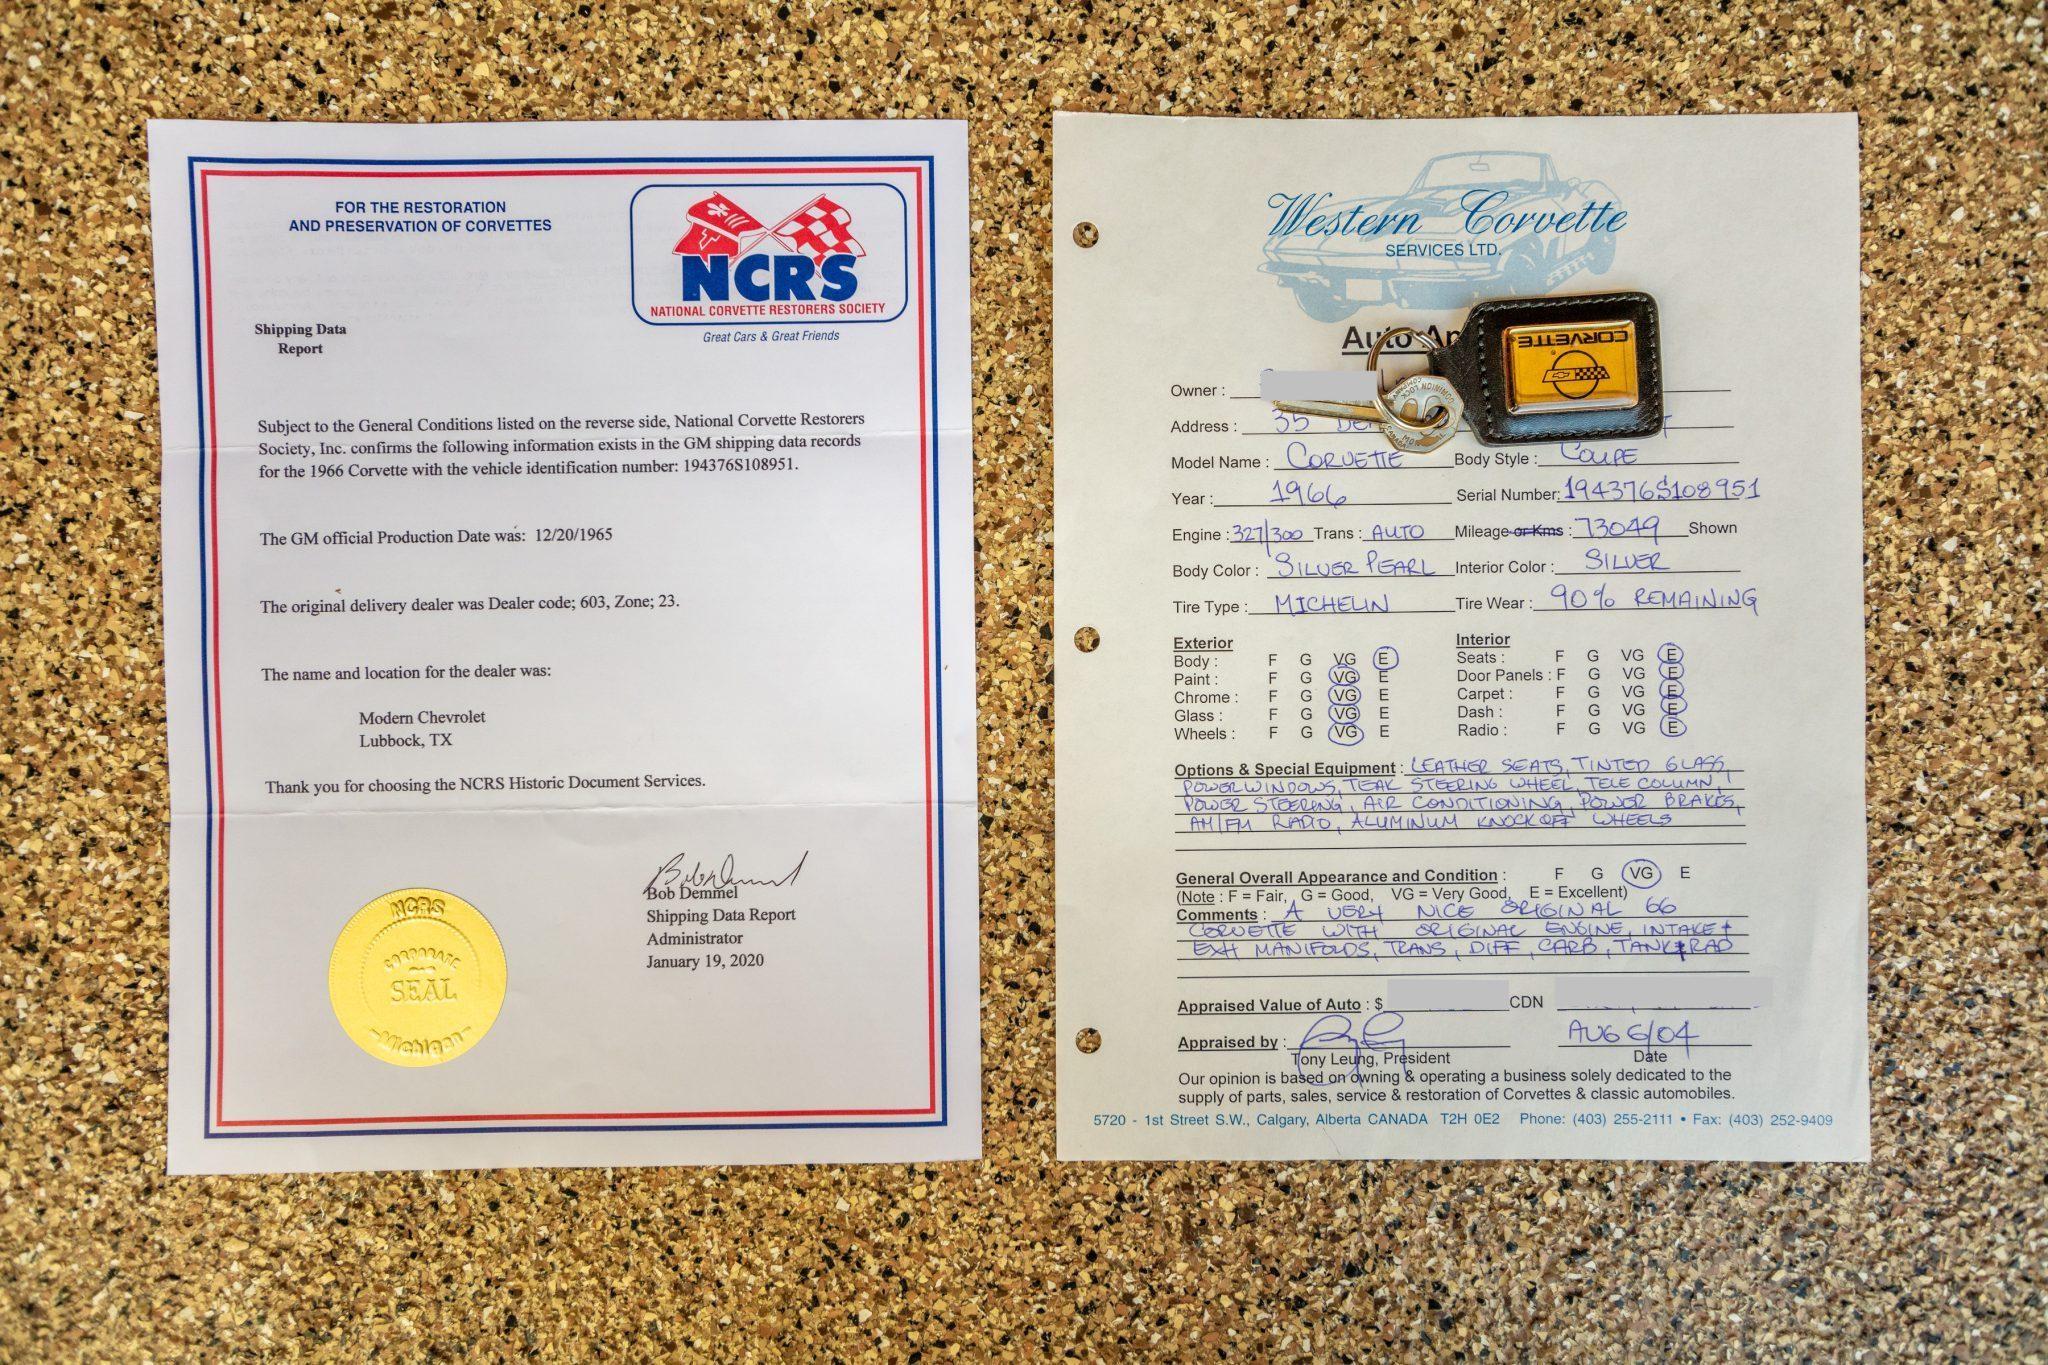 FOR THE RESTORATION
AND PRESERVATION OF CORVETTES
NCRS
NATIONAL CORVETTE RESTORERS SOCIETY
Great Cars & Great Friends
Shipping Data
Report
Subject to the General Conditions listed on the reverse side, National Corvette Restorers
Society, Inc. confirms the following information exists in the GM shipping data records
for the 1966 Corvette with the vehicle identification number: 194376S108951.
The GM official Production Date was: 12/20/1965
The original delivery dealer was Dealer code; 603, Zone; 23.
The name and location for the dealer was:
Modern Chevrolet
Lubbock, TX
Thank you for choosing the NCRS Historic Document Services.
Bob Demmel
Bob Demmel
Shipping Data Report
Administrator
January 19, 2020
NCRS
CORPORATE
SEAL
Michigan
Western Corvette
SERVICES LTD.
Auto Ap
CORVETTE
DOMINION LOCK
Owner :
Address : 35 DE
Model Name : CORVETTE Body Style : COUPE
Year : 1966 Serial Number: 194376S108951
Engine : 327/300 Trans : AUTO Mileage or Kms : 73049 Shown
Body Color : SILVER PEARL Interior Color : SILVER
Tire Type : MICHELIN Tire Wear : 90% REMAINING
Exterior Interior
Body : F G VG E Seats : F G VG E
Paint : F G VG E Door Panels : F G VG E
Chrome : F G VG E Carpet : F G VG E
Glass : F G VG E Dash : F G VG E
Wheels : F G VG E Radio : F G VG E
Options & Special Equipment : LEATHER SEATS, TINTED GLASS,
POWER WINDOWS, TEAK STEERING WHEEL, TELE COLUMN,
POWER STEERING, AIR CONDITIONING, POWER BRAKES,
AM/FM RADIO, ALUMINUM KNOCKOFF WHEELS
General Overall Appearance and Condition : F G VG E
(Note : F = Fair, G = Good, VG = Very Good, E = Excellent)
Comments : A VERY NICE ORIGINAL 66
CORVETTE WITH ORIGINAL ENGINE, INTAKE +
EXH MANIFOLDS, TRANS, DIFF, CARB, TANK + RAD
Appraised Value of Auto : $ CDN
Appraised by : AUG 6/04
Tony Leung, President Date
Our opinion is based on owning & operating a business solely dedicated to the
supply of parts, sales, service & restoration of Corvettes & classic automobiles.
5720 - 1st Street S.W., Calgary, Alberta CANADA T2H 0E2 Phone: (403) 255-2111 • Fax: (403) 252-9409